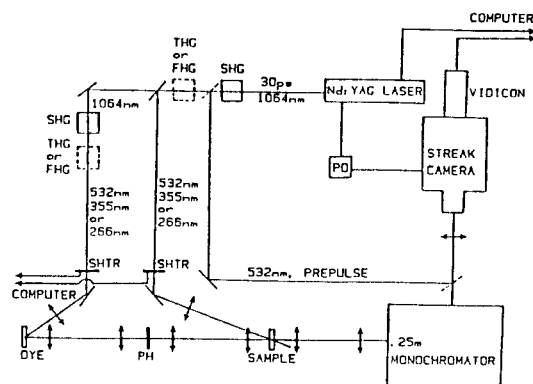 COMPUTER
THG
or
FHG
SHG
30ps
1064nm
Nd:YAG LASER
VIDICON
1064nm
SHG
THG
or
FHG
PD
STREAK
CAMERA
532nm
355nm
or
266nm
532nm
355nm
or
266nm
SHTR
SHTR
532nm, PREPULSE
COMPUTER
DYE
PH
SAMPLE
.25m
MONOCHROMATOR